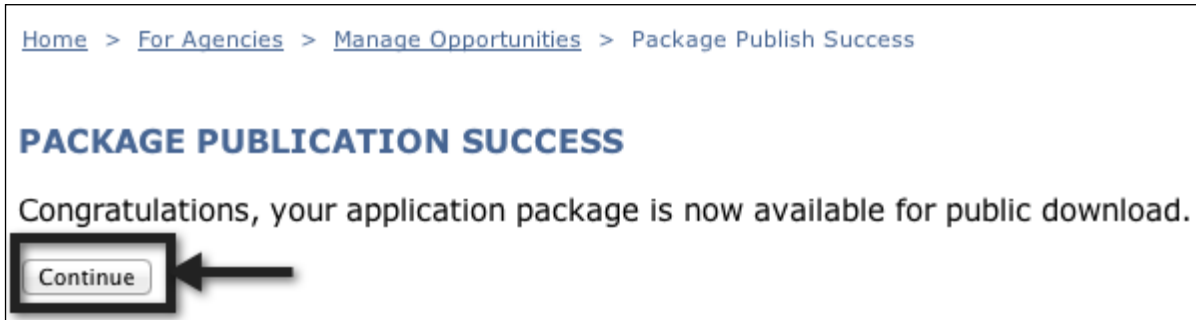 Home > For Agencies > Manage Opportunities > Package Publish Success
PACKAGE PUBLICATION SUCCESS
Congratulations, your application package is now available for public download.
Continue